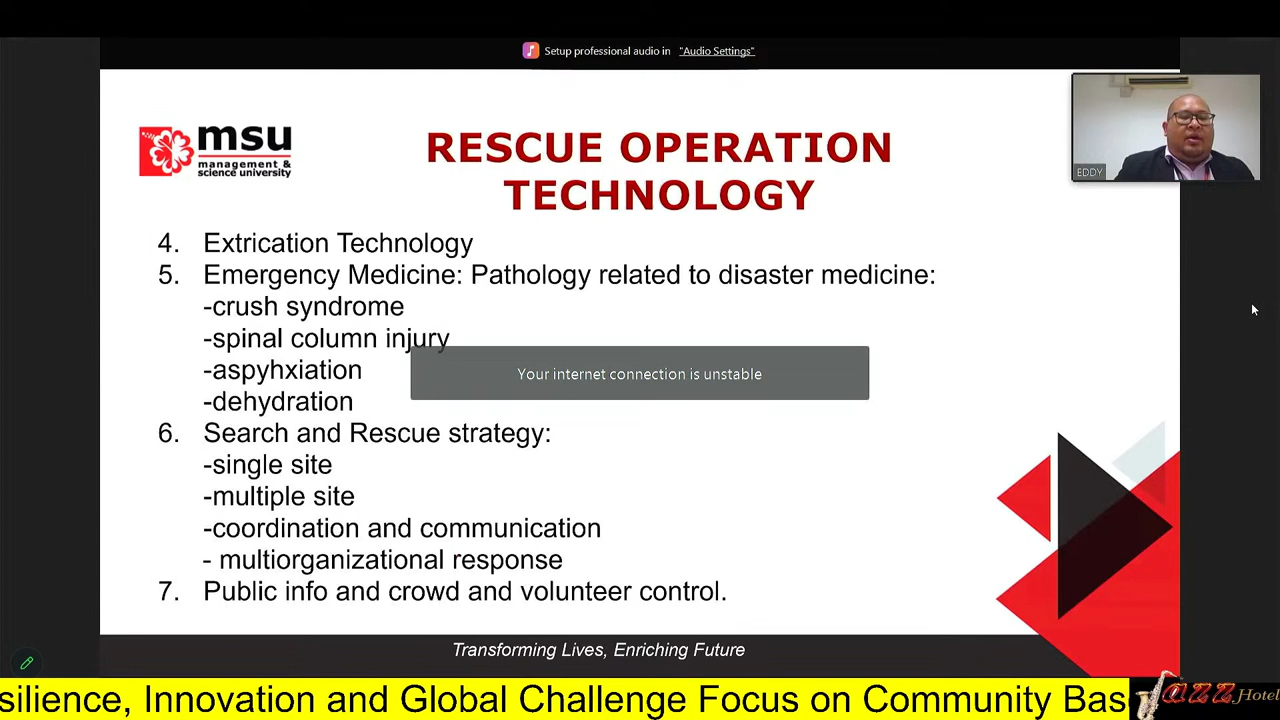 Setup professional audio in "Audio Settings"
msu
management &
science university
RESCUE OPERATION
TECHNOLOGY
EDDY
4. Extrication Technology
5. Emergency Medicine: Pathology related to disaster medicine:
-crush syndrome
-spinal column injury
-aspyhxiation
Your internet connection is unstable
-dehydration
6. Search and Rescue strategy:
-single site
-multiple site
-coordination and communication
- multiorganizational response
7. Public info and crowd and volunteer control.
Transforming Lives, Enriching Future
silience, Innovation and Global Challenge Focus on Community Bas
azz Hotel